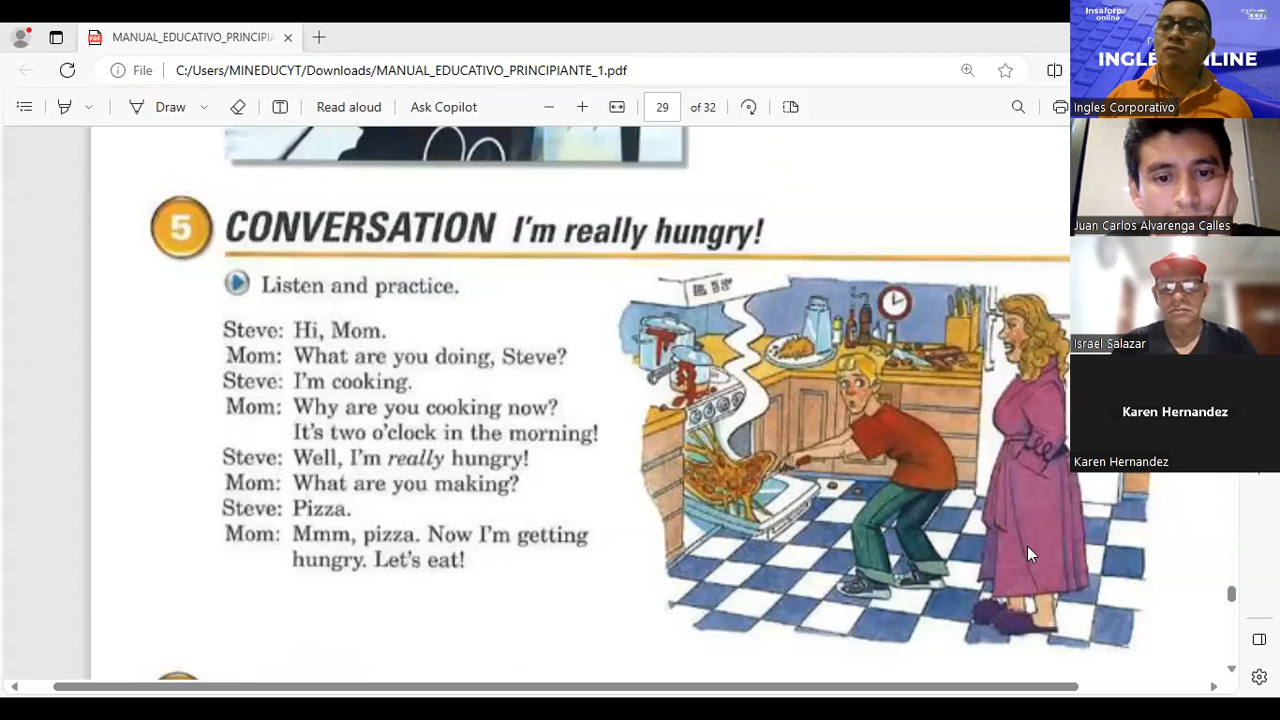 MANUAL_EDUCATIVO_PRINCIPIA
File C:/Users/MINEDUCYT/Downloads/MANUAL_EDUCATIVO_PRINCIPIANTE_1.pdf
Draw
Read aloud
Ask Copilot
29 of 32
5 CONVERSATION I'm really hungry!
Listen and practice.
Steve: Hi, Mom.
Mom: What are you doing, Steve?
Steve: I'm cooking.
Mom: Why are you cooking now?
It's two o'clock in the morning!
Steve: Well, I'm really hungry!
Mom: What are you making?
Steve: Pizza.
Mom: Mmm, pizza. Now I'm getting
hungry. Let's eat!
Insaforp
online
Ingles Corporativo
Juan Carlos Alvarenga Calles
Israel Salazar
Karen Hernandez
Karen Hernandez